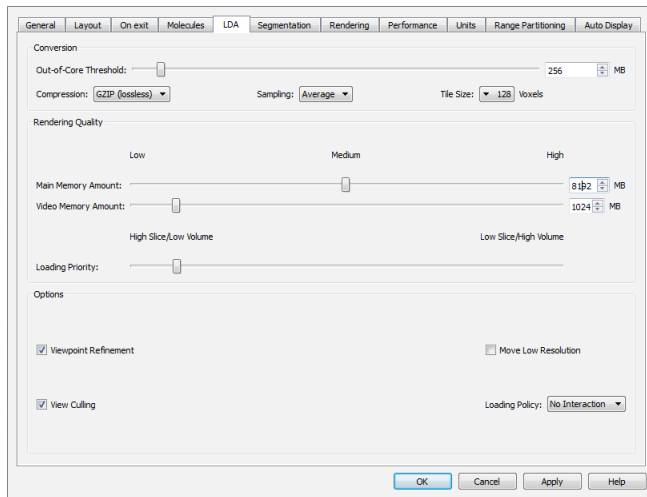 General Layout On exit Molecules LDA Segmentation Rendering Performance Units Range Partitioning Auto Display
Conversion
Out-of-Core Threshold: 256 MB
Compression: GZIP (lossless) Sampling: Average Tile Size: 128 Voxels
Rendering Quality
Low Medium High
Main Memory Amount: 8192 MB
Video Memory Amount: 1024 MB
High Slice/Low Volume Low Slice/High Volume
Loading Priority:
Options
Viewpoint Refinement Move Low Resolution
View Culling Loading Policy: No Interaction
OK Cancel Apply Help